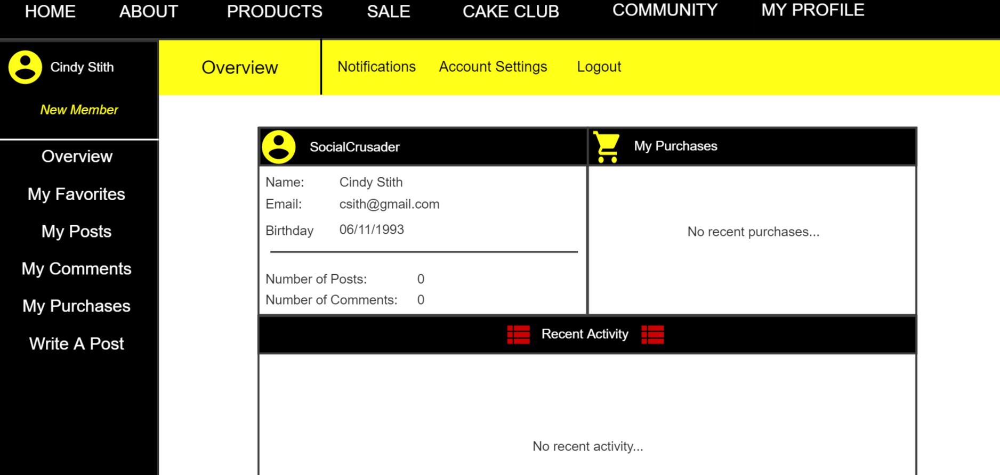 HOME ABOUT PRODUCTS SALE CAKE CLUB COMMUNITY MY PROFILE
Cindy Stith
New Member
Overview
My Favorites
My Posts
My Comments
My Purchases
Write A Post
Overview Notifications Account Settings Logout
SocialCrusader
Name: Cindy Stith
Email: csith@gmail.com
Birthday 06/11/1993
Number of Posts: 0
Number of Comments: 0
My Purchases
No recent purchases...
Recent Activity
No recent activity...